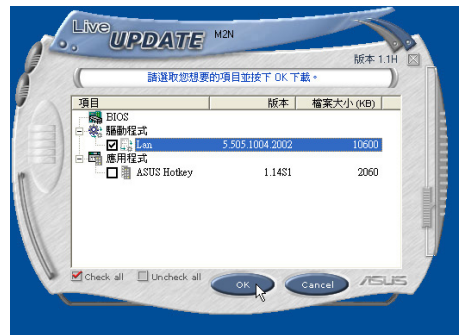 Live UPDATE M2N
版本 1.1H
請選取您想要的項目並按下 OK 下載。
項目 版本 檔案大小 (KB)
BIOS
驅動程式
Lan 5.505.1004.2002 10600
應用程式
ASUS Hotkey 1.14S1 2060
Check all Uncheck all OK Cancel ASUS